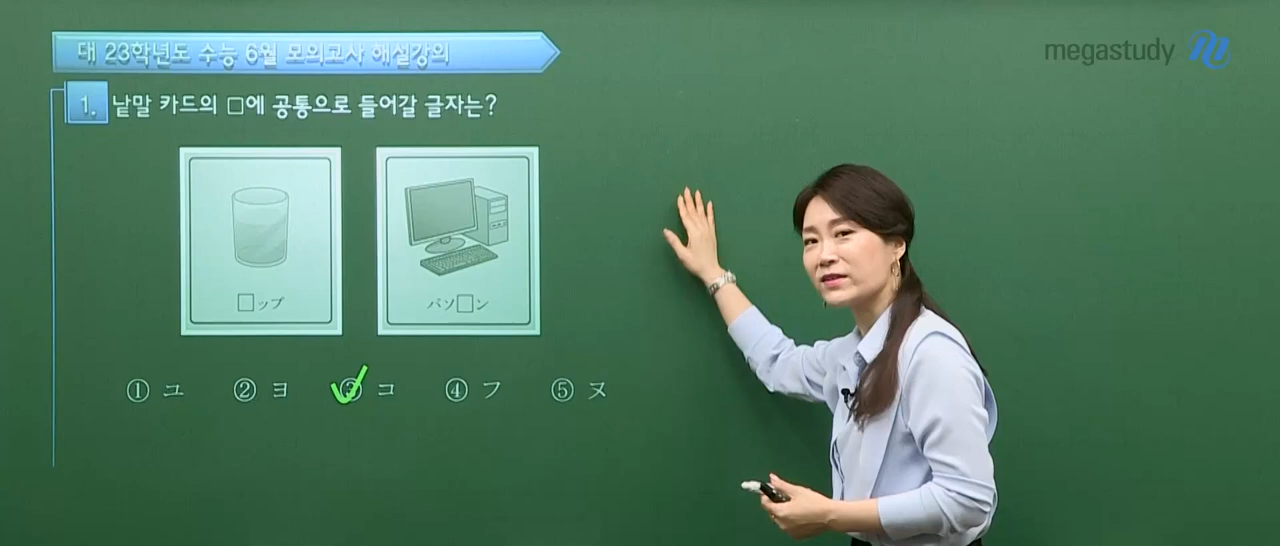 대 23학년도 수능 6월 모의고사 해설강의
megastudy
1. 낱말 카드의 □에 공통으로 들어갈 글자는?
□ップ
パソ□ン
① ユ ② ヨ ③ コ ④ フ ⑤ ヌ